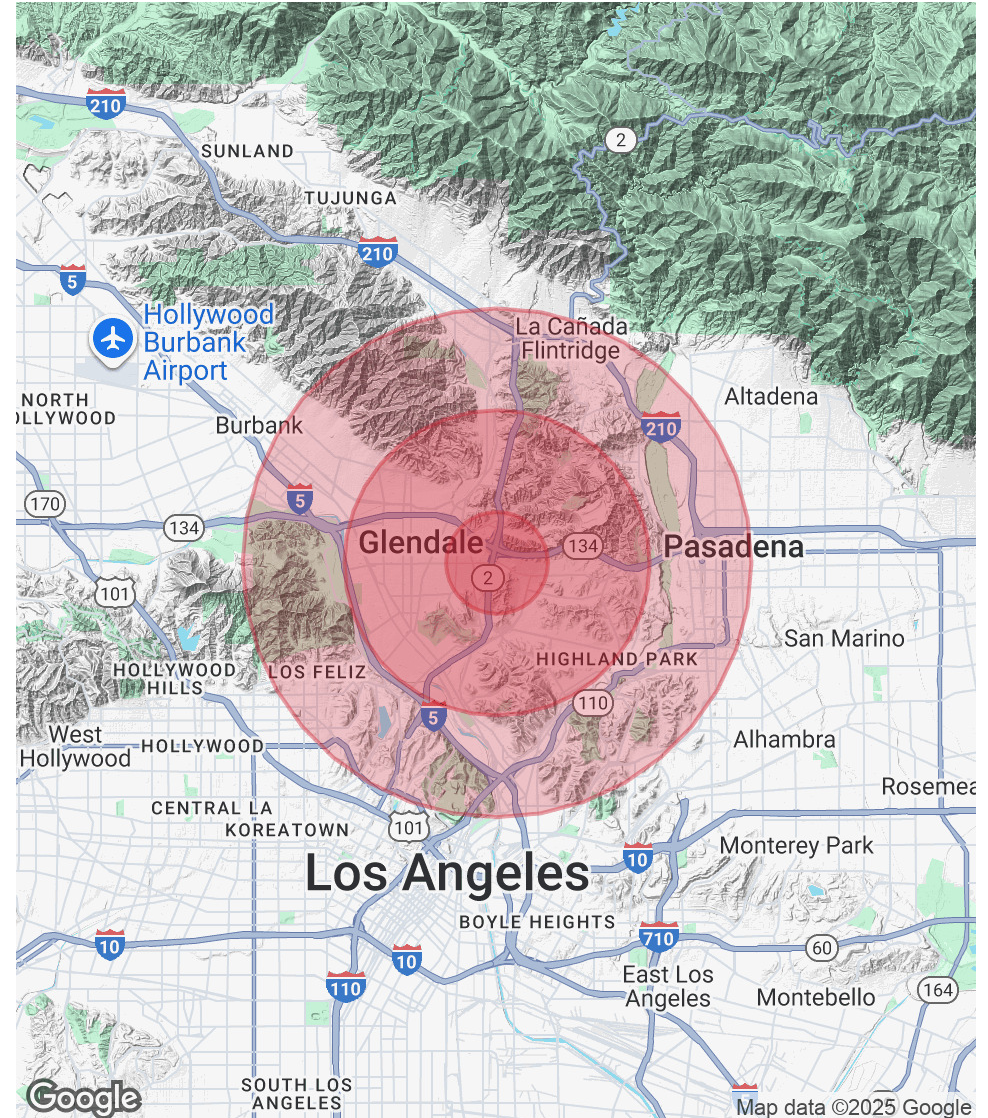 210
2
SUNLAND
TUJUNGA
210
5
Hollywood
Burbank
Airport
La Cañada
Flintridge
NORTH
OLLYWOOD
Altadena
Burbank
210
170
5
134
Glendale
134
Pasadena
2
101
San Marino
HOLLYWOOD
HILLS
LOS FELIZ
HIGHLAND PARK
110
5
West
Hollywood
HOLLYWOOD
Alhambra
Rosemea
CENTRAL LA
KOREATOWN
101
Monterey Park
10
Los Angeles
BOYLE HEIGHTS
10
710
60
10
110
East Los
Angeles
Montebello
164
SOUTH LOS
ANGELES
Google
Map data ©2025 Google